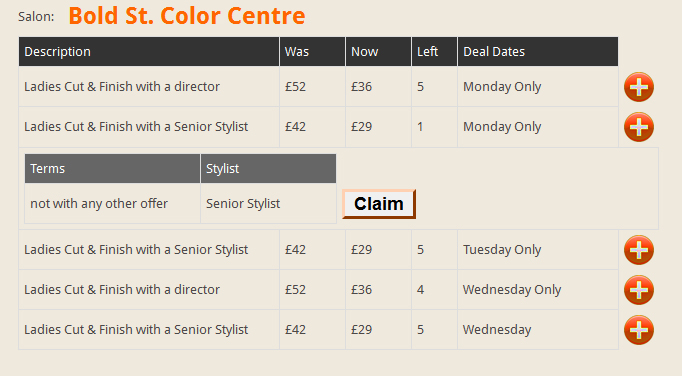 Salon: Bold St. Color Centre
Description Was Now Left Deal Dates
Ladies Cut & Finish with a director £52 £36 5 Monday Only
Ladies Cut & Finish with a Senior Stylist £42 £29 1 Monday Only
Terms Stylist
not with any other offer Senior Stylist Claim
Ladies Cut & Finish with a Senior Stylist £42 £29 5 Tuesday Only
Ladies Cut & Finish with a director £52 £36 4 Wednesday Only
Ladies Cut & Finish with a Senior Stylist £42 £29 5 Wednesday